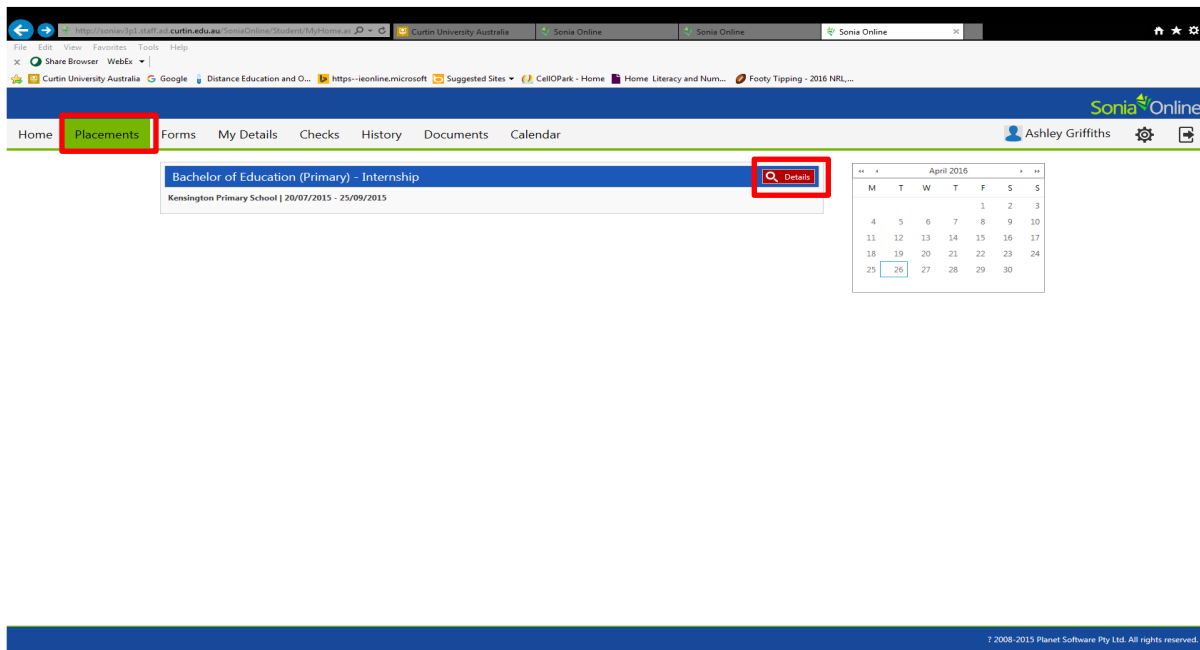 http://soniav3p1.staff.ad.curtin.edu.au/SoniaOnline/Student/MyHome.as
Curtin University Australia
Sonia Online
Sonia Online
Sonia Online
File Edit View Favorites Tools Help
x Share Browser WebEx
Curtin University Australia Google Distance Education and O... https--ieonline.microsoft Suggested Sites CellOPark - Home Home Literacy and Num... Footy Tipping - 2016 NRL,...
Sonia Online
Home Placements Forms My Details Checks History Documents Calendar Ashley Griffiths
Bachelor of Education (Primary) - Internship Details
Kensington Primary School | 20/07/2015 - 25/09/2015
April 2016
M T W T F S S
1 2 3
4 5 6 7 8 9 10
11 12 13 14 15 16 17
18 19 20 21 22 23 24
25 26 27 28 29 30
? 2008-2015 Planet Software Pty Ltd. All rights reserved.